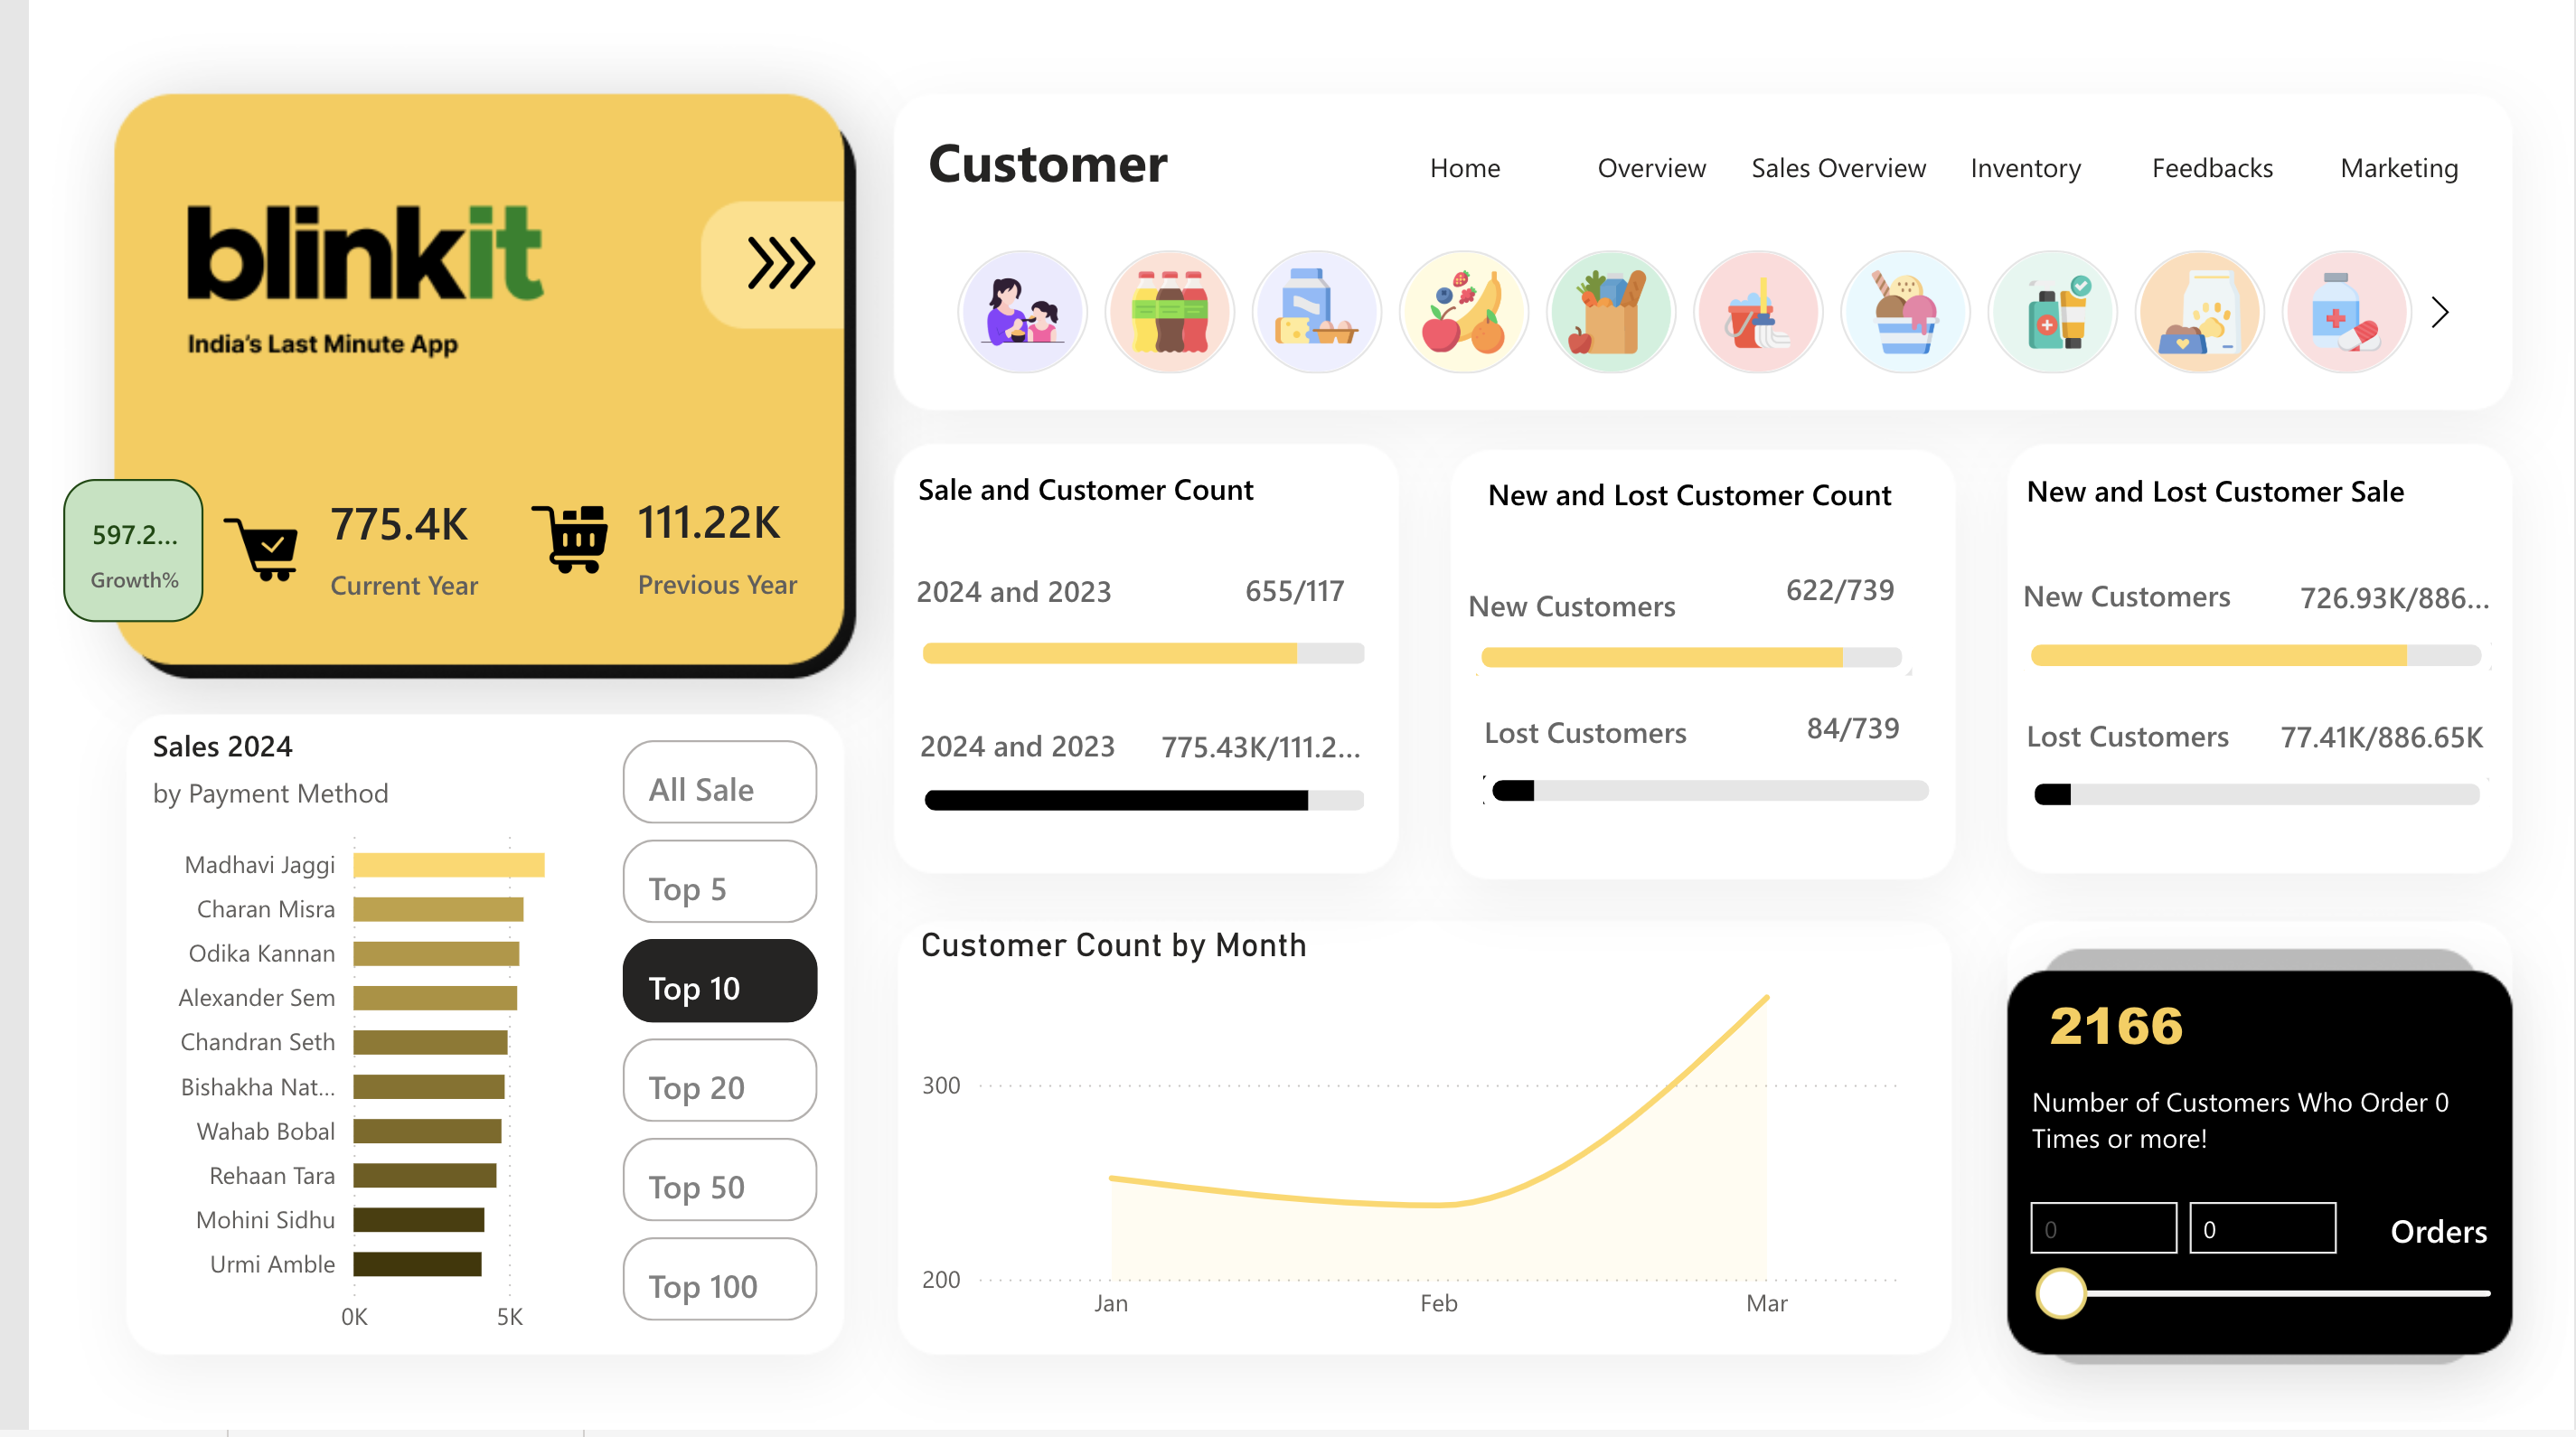 blinkit
India's Last Minute App
597.2...
Growth%
775.4K
Current Year
111.22K
Previous Year
Customer
Home
Overview
Sales Overview
Inventory
Feedbacks
Marketing
Sale and Customer Count
2024 and 2023
655/117
2024 and 2023
775.43K/111.2...
New and Lost Customer Count
New Customers
622/739
Lost Customers
84/739
New and Lost Customer Sale
New Customers
726.93K/886...
Lost Customers
77.41K/886.65K
Sales 2024
by Payment Method
Madhavi Jaggi
Charan Misra
Odika Kannan
Alexander Sem
Chandran Seth
Bishakha Nat...
Wahab Bobal
Rehaan Tara
Mohini Sidhu
Urmi Amble
0K
5K
All Sale
Top 5
Top 10
Top 20
Top 50
Top 100
Customer Count by Month
300
200
Jan
Feb
Mar
2166
Number of Customers Who Order 0
Times or more!
0
0
Orders